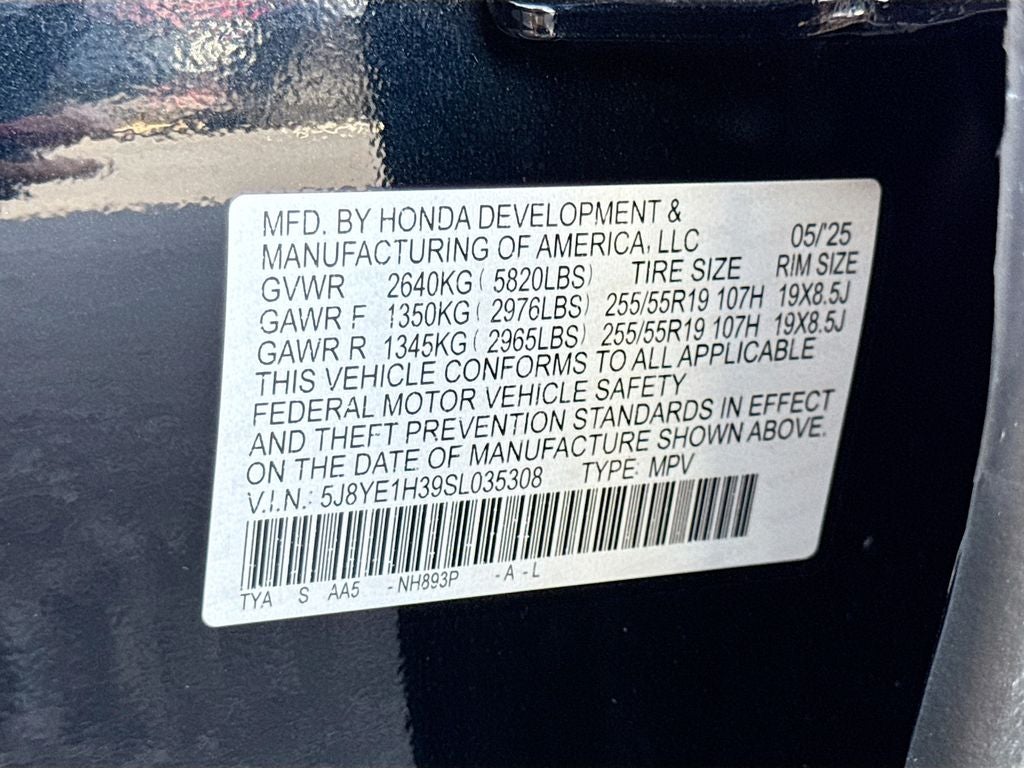 MFD. BY HONDA DEVELOPMENT &
MANUFACTURING OF AMERICA, LLC 05/'25
GVWR 2640KG ( 5820LBS) TIRE SIZE RIM SIZE
GAWR F 1350KG ( 2976LBS) 255/55R19 107H 19X8.5J
GAWR R 1345KG ( 2965LBS) 255/55R19 107H 19X8.5J
THIS VEHICLE CONFORMS TO ALL APPLICABLE
FEDERAL MOTOR VEHICLE SAFETY
AND THEFT PREVENTION STANDARDS IN EFFECT
ON THE DATE OF MANUFACTURE SHOWN ABOVE.
V.I.N.: 5J8YE1H39SL035308 TYPE: MPV
TYA S AA5 -NH893P -A -L